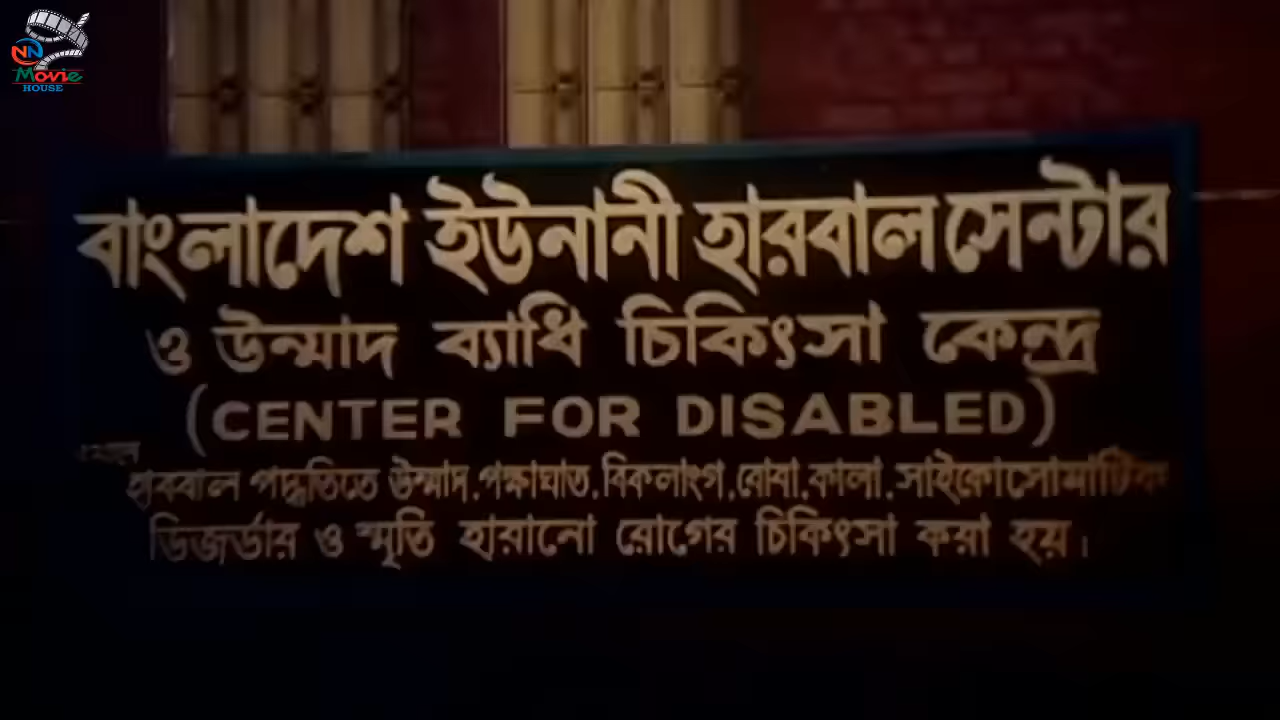 NN
Movie
HOUSE
বাংলাদেশ ইউনানী হারবাল সেন্টার
ও উন্মাদ ব্যাধি চিকিৎসা কেন্দ্র
(CENTER FOR DISABLED)
হারবাল পদ্ধতিতে উন্মাদ, পক্ষাঘাত, বিকলাংগ, বোবা, কালা, সাইকোসোমাটিক
ডিজর্ডার ও স্মৃতি হারানো রোগের চিকিৎসা করা হয়।